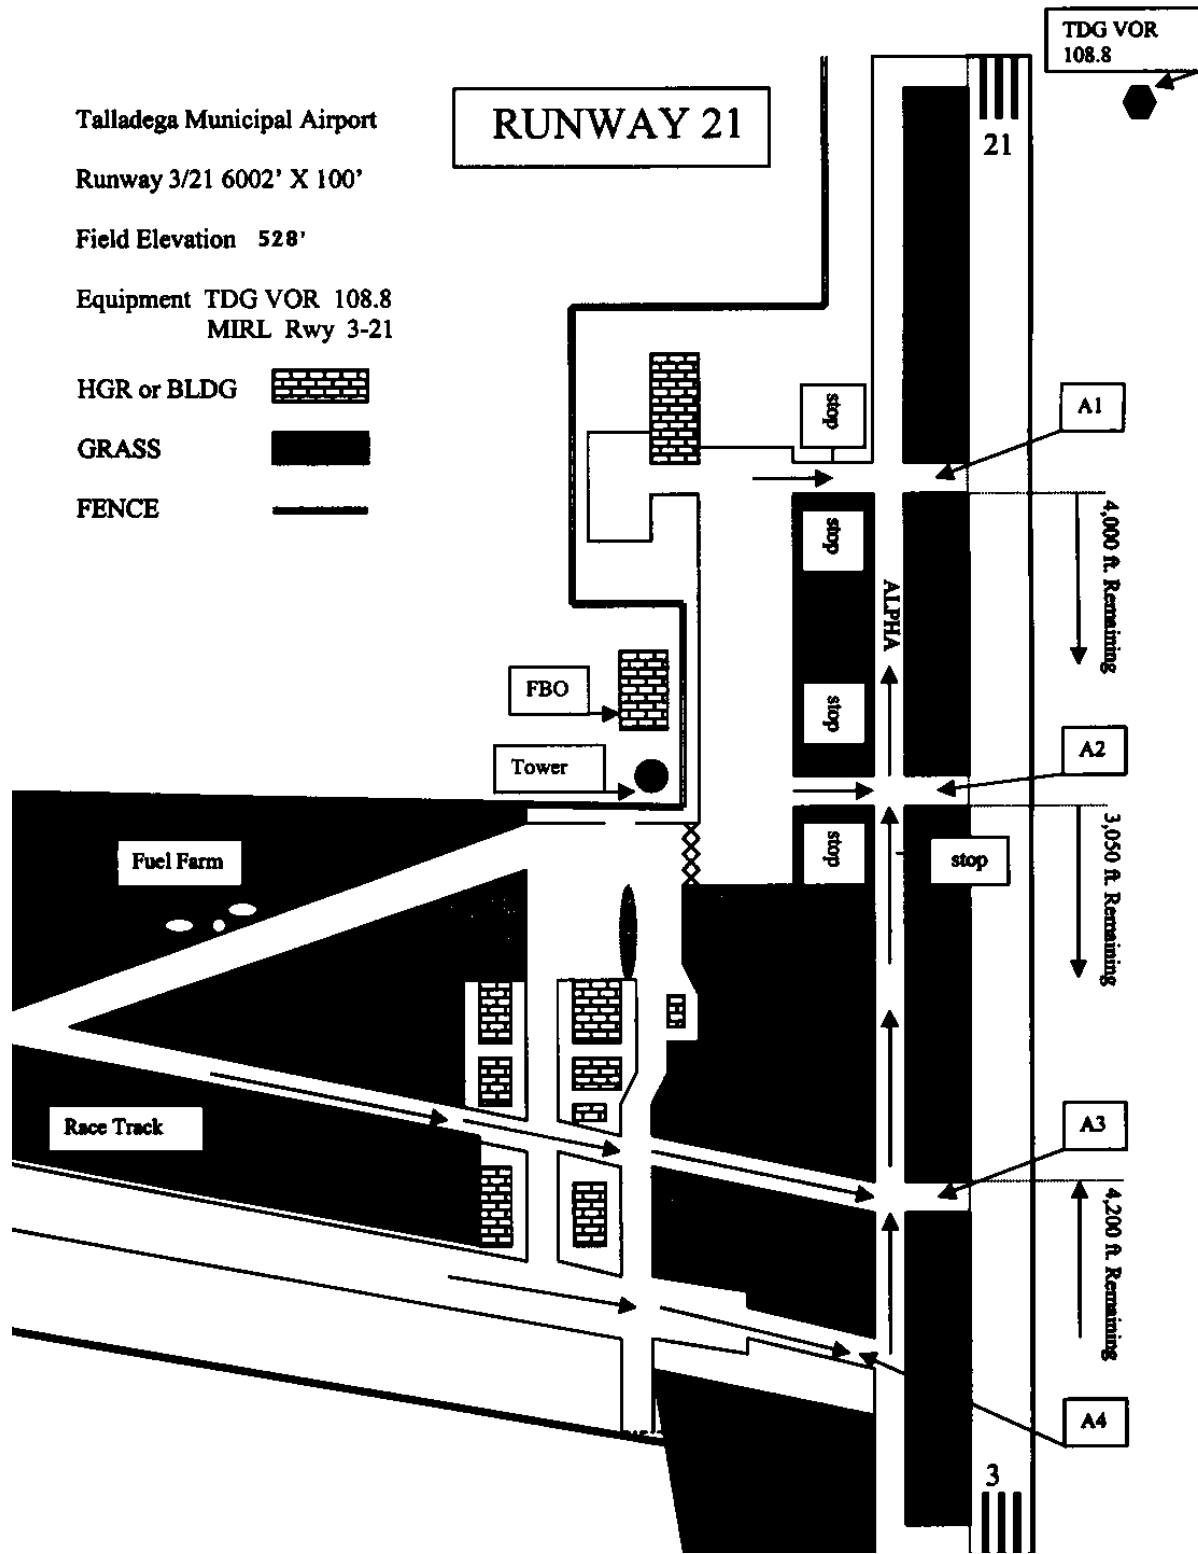 TDG VOR
108.8
Talladega Municipal Airport
RUNWAY 21
21
Runway 3/21 6002' X 100'
Field Elevation 528'
Equipment TDG VOR 108.8
MIRL Rwy 3-21
HGR or BLDG
stop
A1
GRASS
FENCE
stop
4,000 ft. Remaining
ALPHA
FBO
stop
Tower
A2
Fuel Farm
stop
stop
3,050 ft. Remaining
Race Track
A3
4,200 ft. Remaining
A4
3